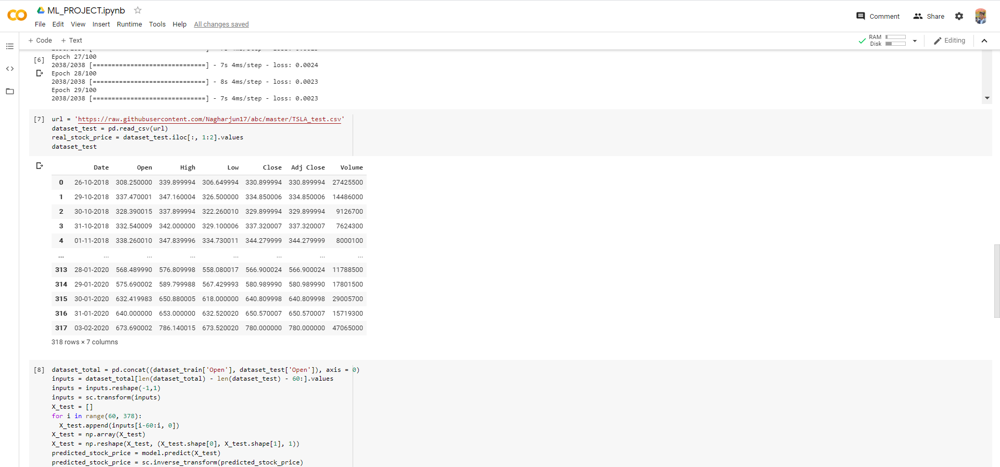 ML_PROJECT.ipynb
File Edit View Insert Runtime Tools Help All changes saved
Comment Share
+ Code + Text
RAM
Disk
Editing
[6]
Epoch 27/100
2038/2038 [==============================] - 7s 4ms/step - loss: 0.0024
Epoch 28/100
2038/2038 [==============================] - 8s 4ms/step - loss: 0.0023
Epoch 29/100
2038/2038 [==============================] - 7s 4ms/step - loss: 0.0023
[7] url = 'https://raw.githubusercontent.com/Nagharjun17/abc/master/TSLA_test.csv'
dataset_test = pd.read_csv(url)
real_stock_price = dataset_test.iloc[:, 1:2].values
dataset_test
Date Open High Low Close Adj Close Volume
0 26-10-2018 308.250000 339.899994 306.649994 330.899994 330.899994 27425500
1 29-10-2018 337.470001 347.160004 326.500000 334.850006 334.850006 14486000
2 30-10-2018 328.390015 337.899994 322.260010 329.899994 329.899994 9126700
3 31-10-2018 332.540009 342.000000 329.100006 337.320007 337.320007 7624300
4 01-11-2018 338.260010 347.839996 334.730011 344.279999 344.279999 8000100
... ... ... ... ... ... ... ...
313 28-01-2020 568.489990 576.809998 558.080017 566.900024 566.900024 11788500
314 29-01-2020 575.690002 589.799988 567.429993 580.989990 580.989990 17801500
315 30-01-2020 632.419983 650.880005 618.000000 640.809998 640.809998 29005700
316 31-01-2020 640.000000 653.000000 632.520020 650.570007 650.570007 15719300
317 03-02-2020 673.690002 786.140015 673.520020 780.000000 780.000000 47065000
318 rows × 7 columns
[8] dataset_total = pd.concat((dataset_train['Open'], dataset_test['Open']), axis = 0)
inputs = dataset_total[len(dataset_total) - len(dataset_test) - 60:].values
inputs = inputs.reshape(-1,1)
inputs = sc.transform(inputs)
X_test = []
for i in range(60, 378):
  X_test.append(inputs[i-60:i, 0])
X_test = np.array(X_test)
X_test = np.reshape(X_test, (X_test.shape[0], X_test.shape[1], 1))
predicted_stock_price = model.predict(X_test)
predicted_stock_price = sc.inverse_transform(predicted_stock_price)